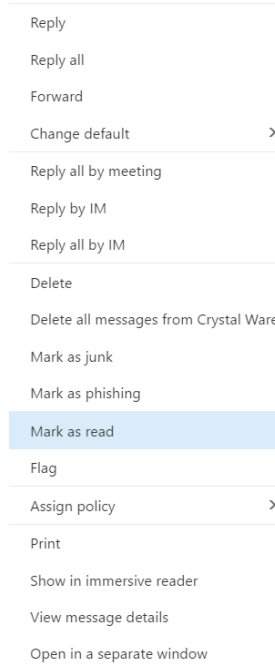 Reply
Reply all
Forward
Change default
Reply all by meeting
Reply by IM
Reply all by IM
Delete
Delete all messages from Crystal Ware
Mark as junk
Mark as phishing
Mark as read
Flag
Assign policy
Print
Show in immersive reader
View message details
Open in a separate window